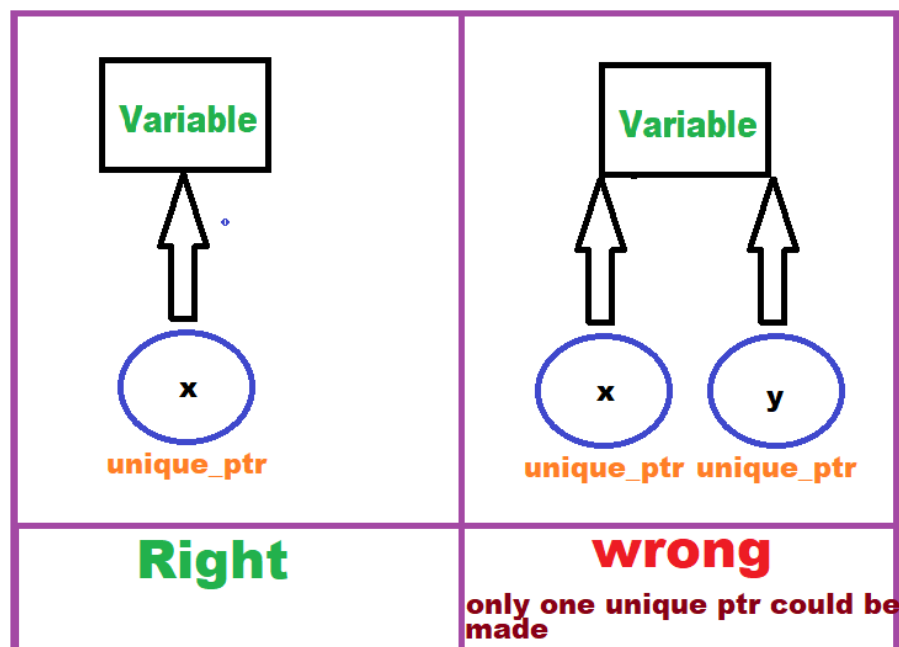 Variable
x
unique_ptr
Right
Variable
x y
unique_ptr unique_ptr
wrong
only one unique ptr could be
made